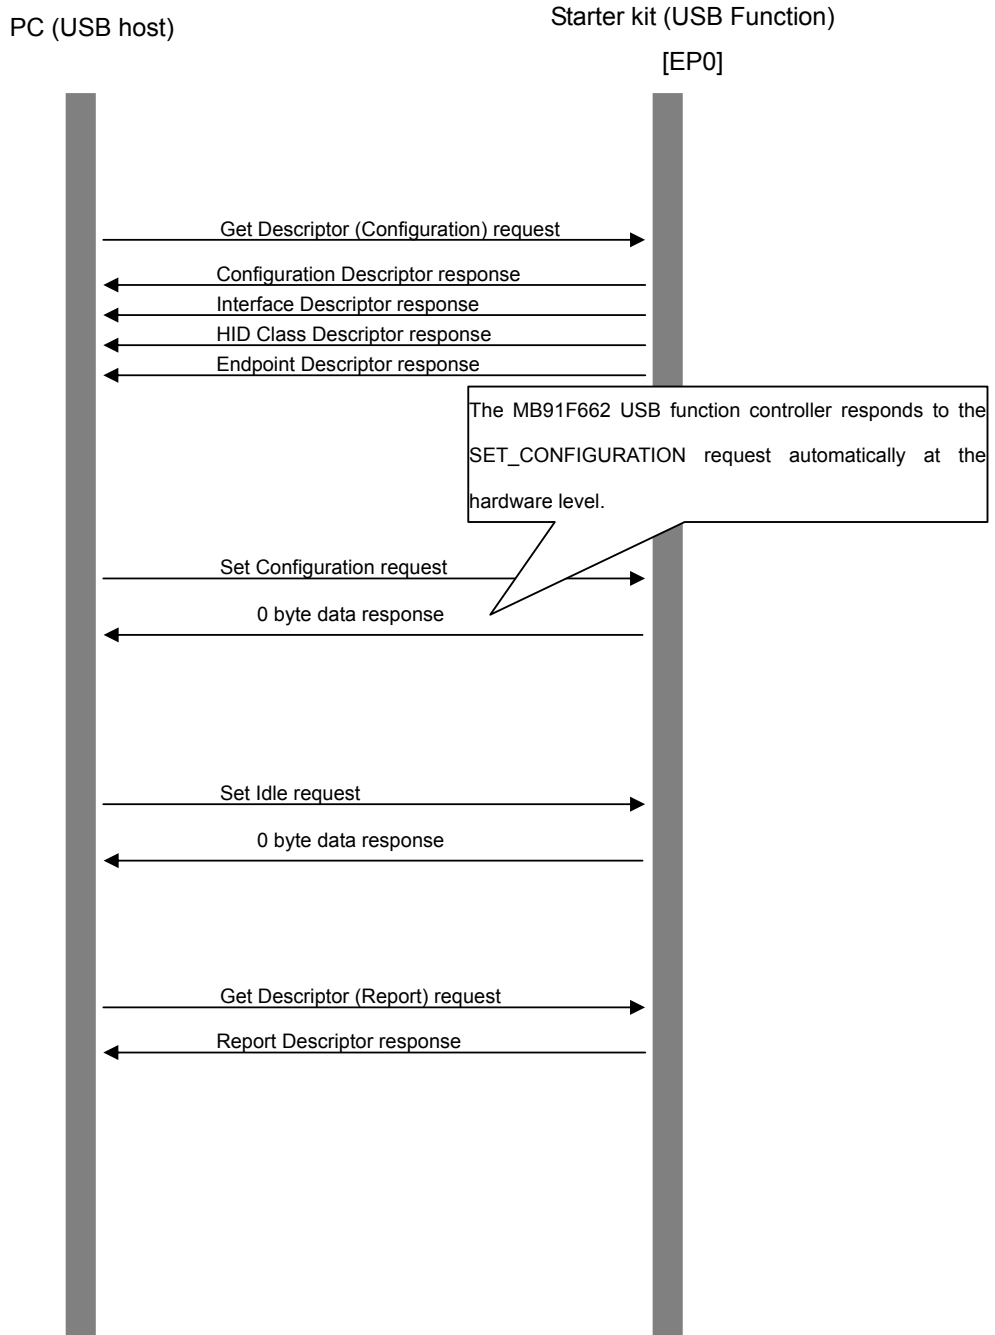 PC (USB host)
Starter kit (USB Function)
[EP0]
Get Descriptor (Configuration) request
Configuration Descriptor response
Interface Descriptor response
HID Class Descriptor response
Endpoint Descriptor response
The MB91F662 USB function controller responds to the
SET_CONFIGURATION request automatically at the
hardware level.
Set Configuration request
0 byte data response
Set Idle request
0 byte data response
Get Descriptor (Report) request
Report Descriptor response